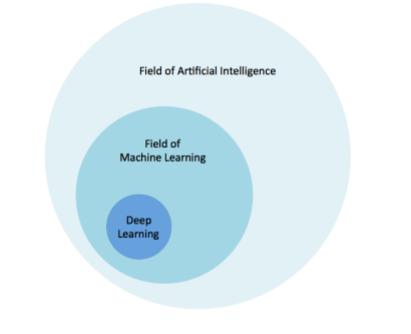 Field of Artificial Intelligence
Field of
Machine Learning
Deep
Learning